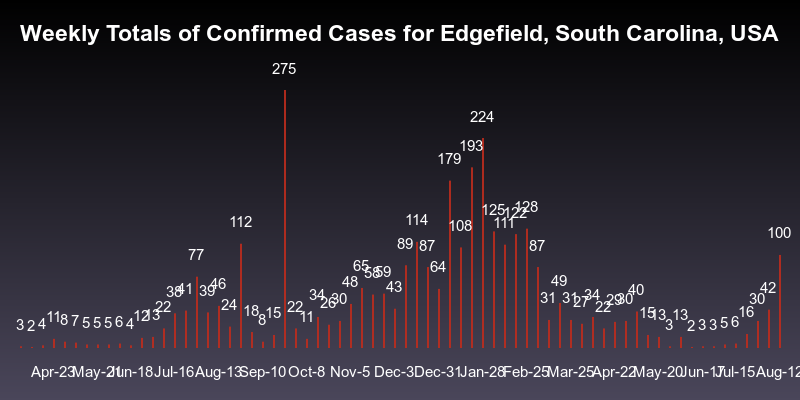 Weekly Totals of Confirmed Cases for Edgefield, South Carolina, USA
3 2 4 11 8 7 5 5 5 6 4 12 13 22 38 41 77 39 46 24 112 18 8 15 275 22 11 34 26 30 48 65 58 59 43 89 114 87 64 179 108 193 224 125 111 122 128 87 31 49 31 27 34 22 29 30 40 15 13 3 13 2 3 3 5 6 16 30 42 100
Apr-23 May-21 Jun-18 Jul-16 Aug-13 Sep-10 Oct-8 Nov-5 Dec-3 Dec-31 Jan-28 Feb-25 Mar-25 Apr-22 May-20 Jun-17 Jul-15 Aug-12